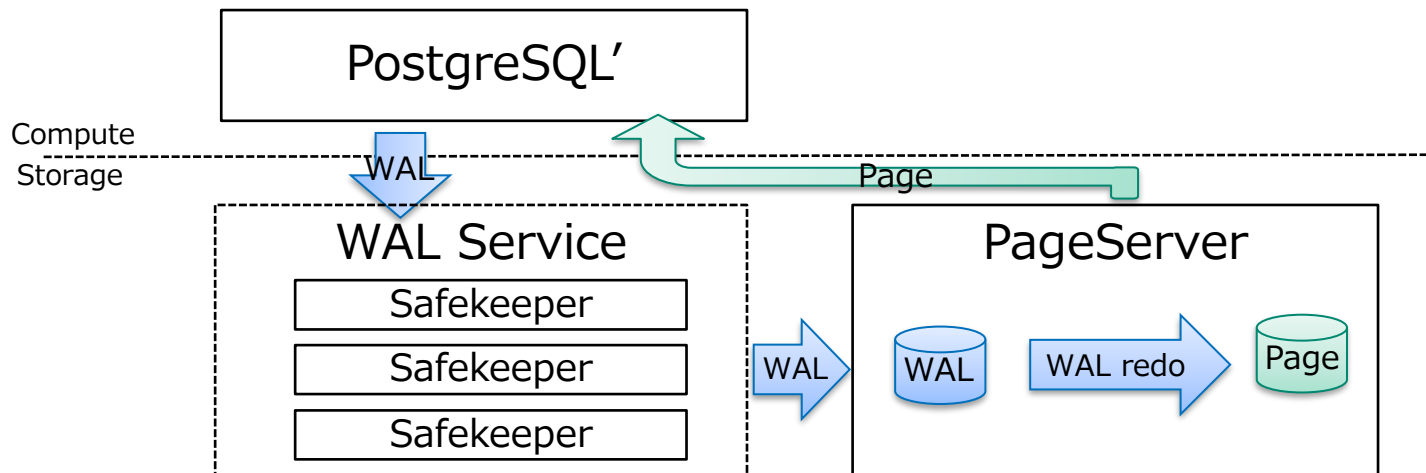 PostgreSQL’
Compute
WAL
Storage
Page
WAL Service
PageServer
Safekeeper
Safekeeper
Safekeeper
WAL
WAL
WAL redo
Page